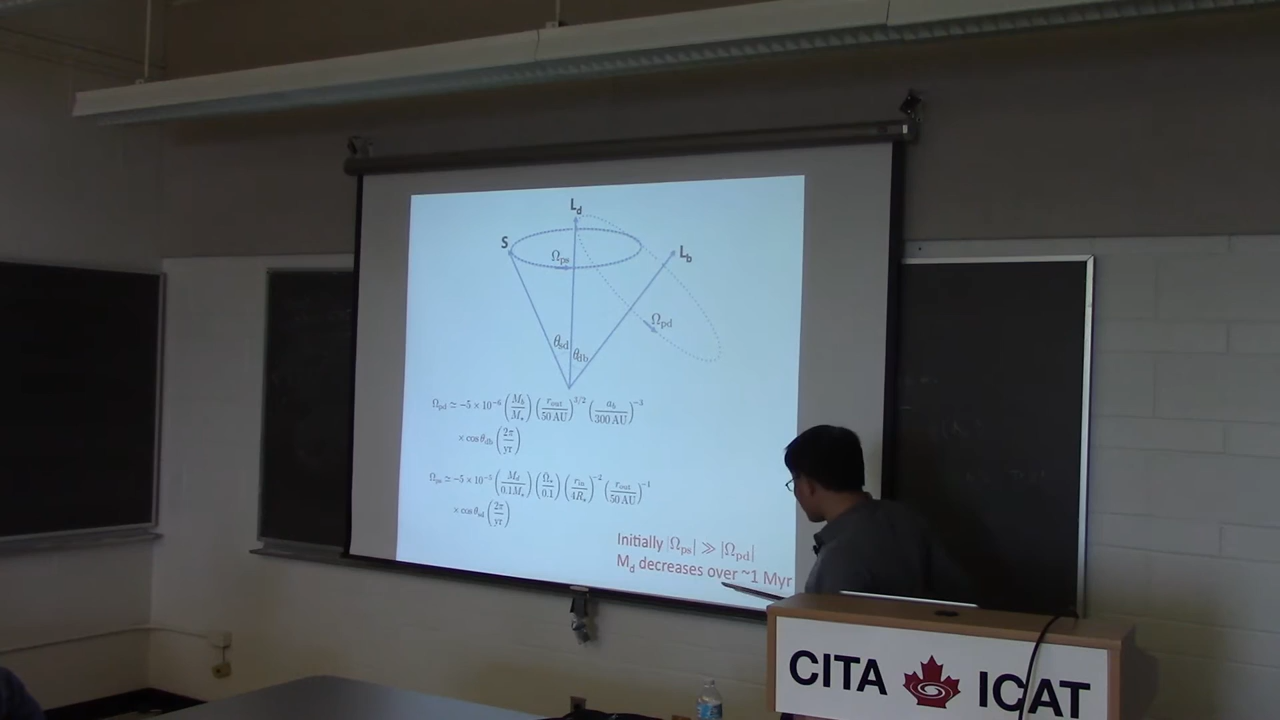 L_d
S
Ω_ps
L_b
Ω_pd
θ_sd
θ_db
Ω_pd ≃ −5 × 10^−6 (M_b/M_*) (r_out/50 AU)^3/2 (a_b/300 AU)^−3
× cos θ_db (2π/yr)
Ω_ps ≃ −5 × 10^−5 (M_d/0.1M_*) (Ω_*/0.1) (r_in/4R_*)^−2 (r_out/50 AU)^−1
× cos θ_sd (2π/yr)
Initially |Ω_ps| ≫ |Ω_pd|
M_d decreases over ~1 Myr
CITA ICAT